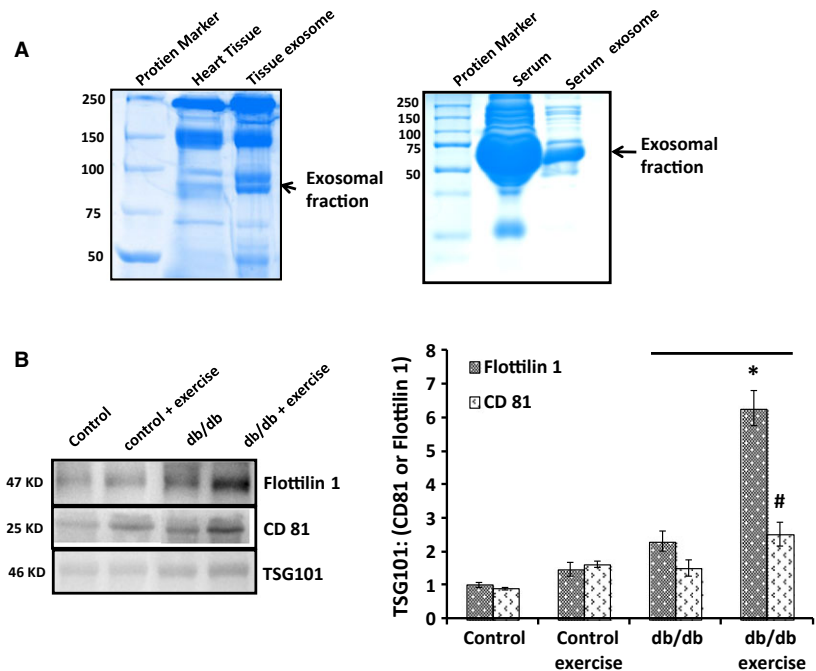 A
Protien Marker
Heart Tissue
Tissue exosome
250
150
100
75
50
Exosomal
fraction
Protien Marker
Serum
Serum exosome
250
150
100
75
50
Exosomal
fraction
B
Control
control + exercise
db/db
db/db + exercise
47 KD
Flottilin 1
25 KD
CD 81
46 KD
TSG101
TSG101: (CD81 or Flottilin 1)
8
7
6
5
4
3
2
1
0
Flottilin 1
CD 81
*
#
Control
Control
exercise
db/db
db/db
exercise